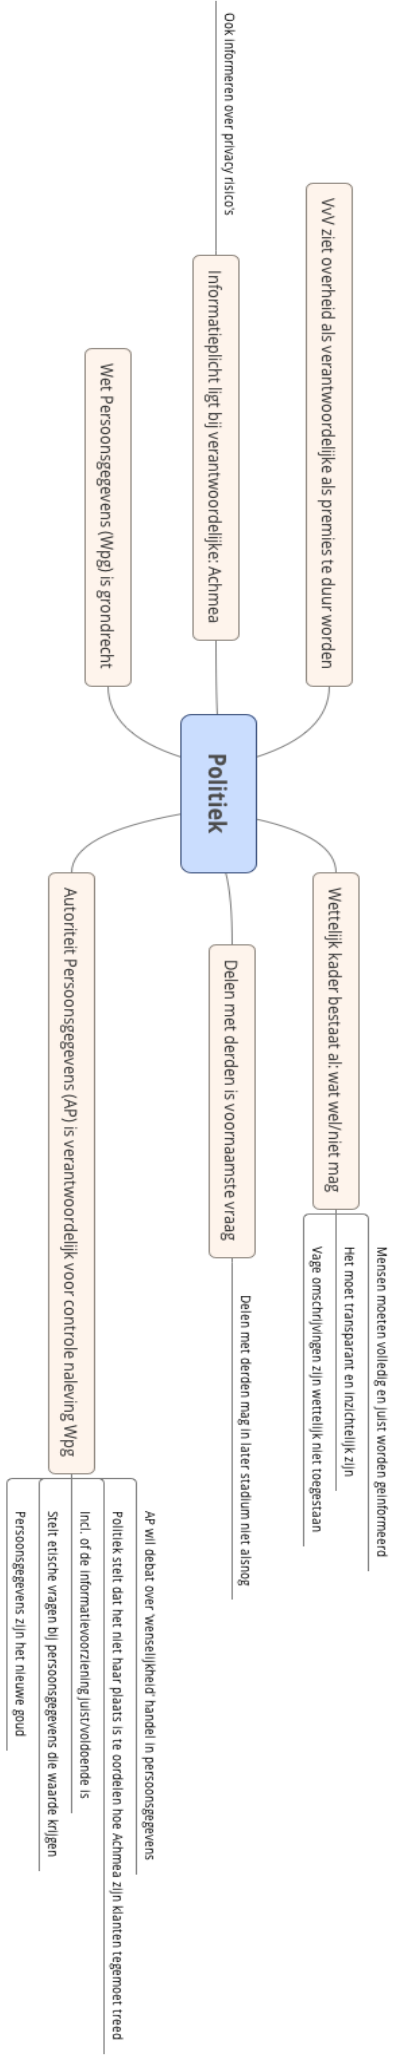 Politiek
Wettelijk kader bestaat al: wat wel/niet mag
Mensen moeten volledig en juist worden geinformeerd
Het moet transparant en inzichtelijk zijn
Vage omschrijvingen zijn wettelijk niet toegestaan
Delen met derden is voornaamste vraag
Delen met derden mag in later stadium niet alsnog
Autoriteit Persoonsgegevens (AP) is verantwoordelijk voor controle naleving Wpg
AP wil debat over 'wenselijkheid' handel in persoonsgegevens
Politiek stelt dat het niet haar plaats is te oordelen hoe Achmea zijn klanten tegemoet treed
Incl. of de informatievoorziening juist/voldoende is
Stelt etische vragen bij persoonsgegevens die waarde krijgen
Persoonsgegevens zijn het nieuwe goud
VvV ziet overheid als verantwoordelijke als premies te duur worden
Informatieplicht ligt bij verantwoordelijke: Achmea
Ook informeren over privacy risico's
Wet Persoonsgegevens (Wpg) is grondrecht